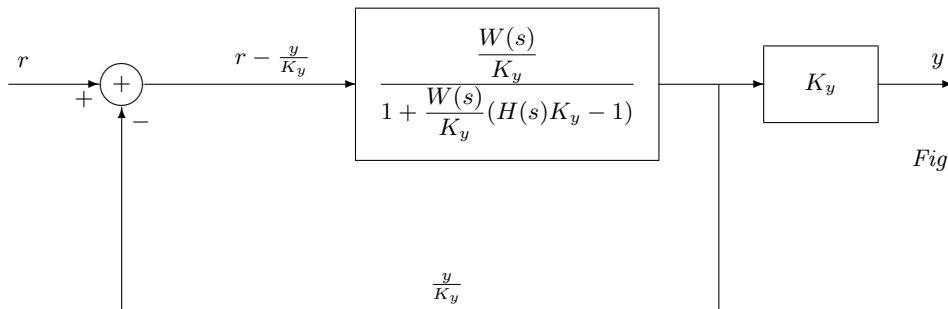 r
+
+
−
r − y/K_y
W(s)/K_y
1 + W(s)/K_y (H(s)K_y − 1)
K_y
y
Fig
y/K_y